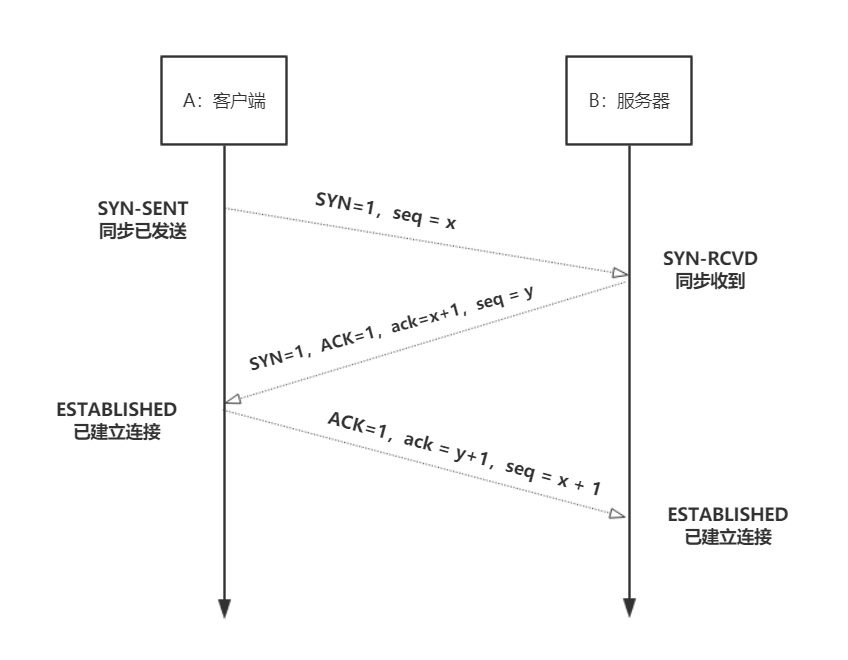 A：客户端
B：服务器
SYN=1，seq = x
SYN-SENT
同步已发送
SYN-RCVD
同步收到
SYN=1，ACK=1，ack=x+1，seq = y
ESTABLISHED
已建立连接
ACK=1，ack = y+1，seq = x + 1
ESTABLISHED
已建立连接